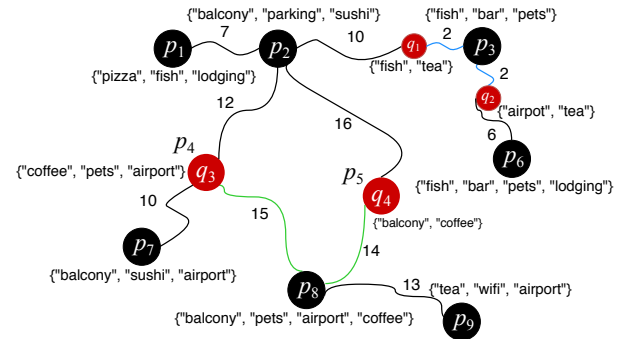 {"balcony", "parking", "sushi"}
{"fish", "bar", "pets"}
p1 7 p2 10 q1 2 p3
{"pizza", "fish", "lodging"}
{"fish", "tea"}
2
q2
{"airpot", "tea"}
12
16
6
p4
p5
p6
{"coffee", "pets", "airport"}
q3
q4
{"fish", "bar", "pets", "lodging"}
10
15
{"balcony", "coffee"}
14
p7
{"balcony", "sushi", "airport"}
p8
13
{"tea", "wifi", "airport"}
{"balcony", "pets", "airport", "coffee"}
p9